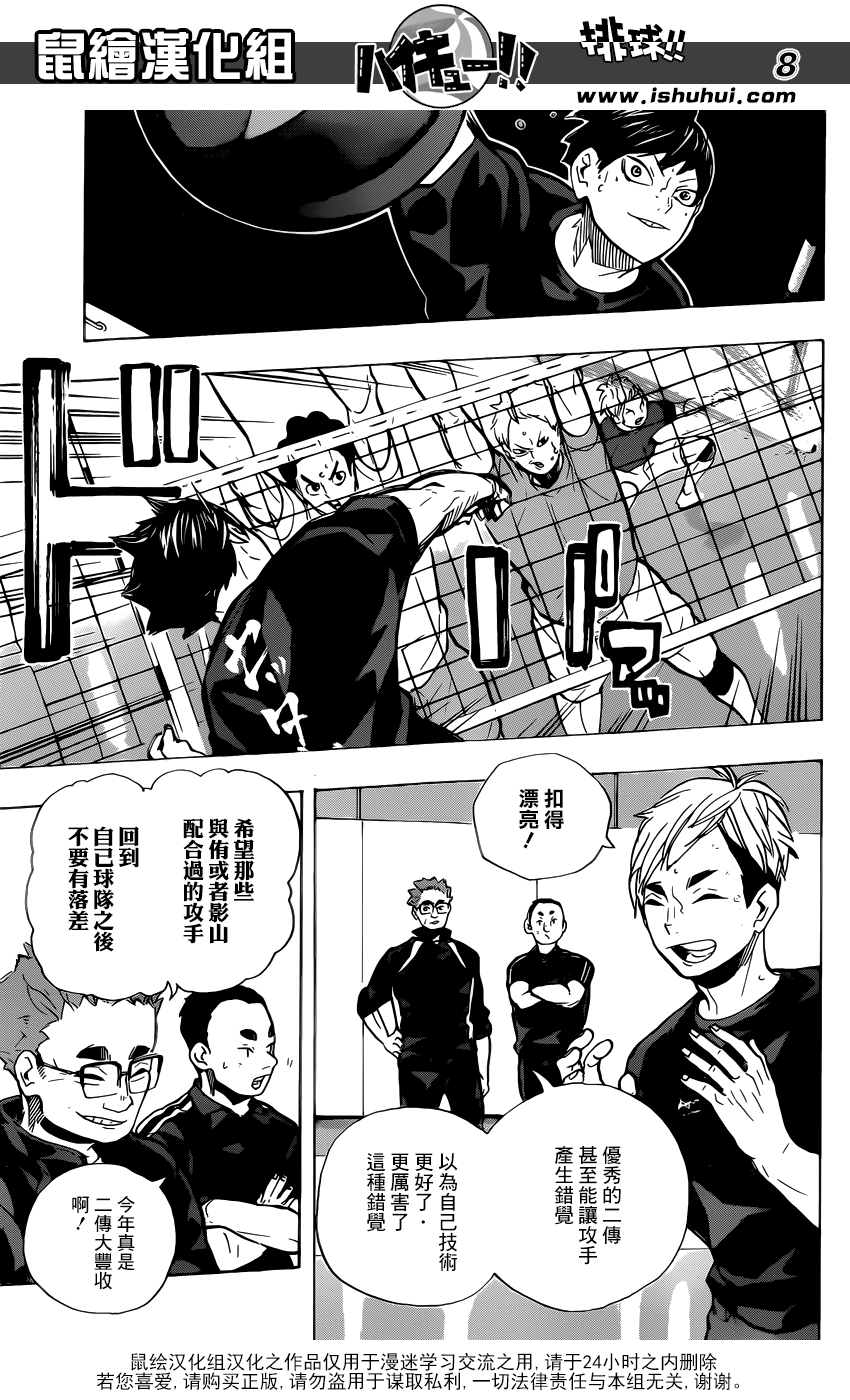 鼠繪漢化組
ハイキュー!!
排球!!
8
www.ishuhui.com
ドドッ
扣得
漂亮！
優秀的二傳
甚至能讓攻手
產生錯覺
以為自己技術
更好了．
更厲害了
這種錯覺
希望那些
與侑或者影山
配合過的攻手
回到
自己球隊之後
不要有落差
今年真是
二傳大豐收
啊！
鼠绘汉化组汉化之作品仅用于漫迷学习交流之用,请于24小时之内删除
若您喜爱,请购买正版,请勿盗用于谋取私利,一切法律责任与本组无关,谢谢。